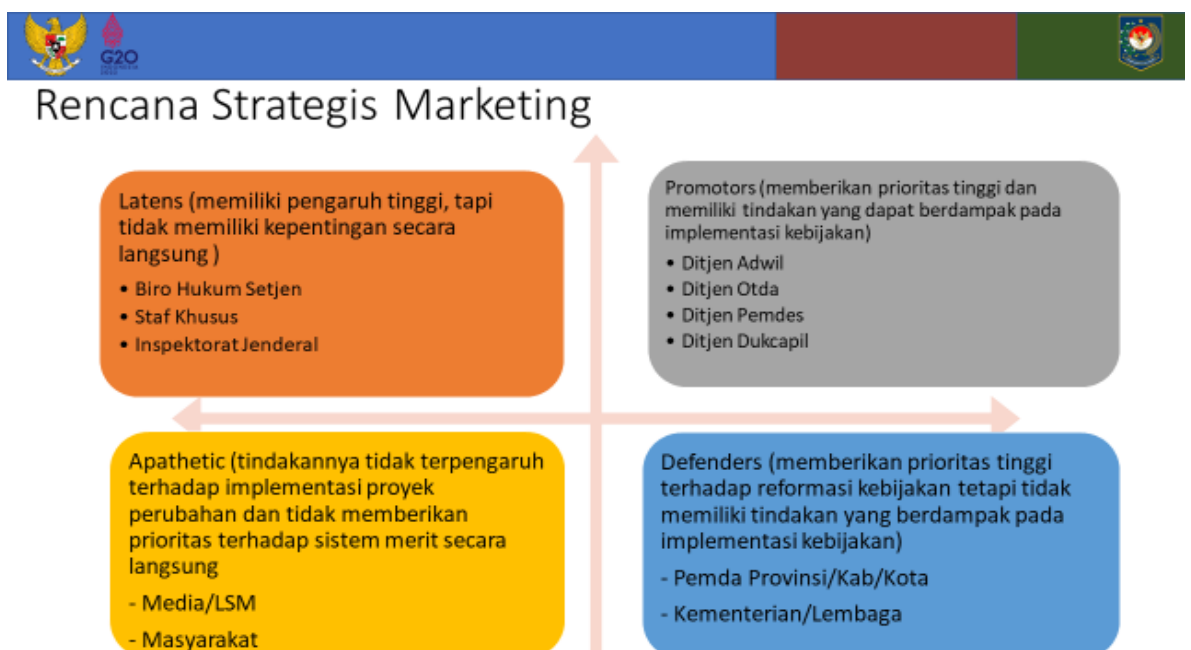 G20
Rencana Strategis Marketing
Latens (memiliki pengaruh tinggi, tapi
tidak memiliki kepentingan secara
langsung )
• Biro Hukum Setjen
• Staf Khusus
• Inspektorat Jenderal
Promotors (memberikan prioritas tinggi dan
memiliki tindakan yang dapat berdampak pada
implementasi kebijakan)
• Ditjen Adwil
• Ditjen Otda
• Ditjen Pemdes
• Ditjen Dukcapil
Apathetic (tindakannya tidak terpengaruh
terhadap implementasi proyek
perubahan dan tidak memberikan
prioritas terhadap sistem merit secara
langsung
- Media/LSM
- Masyarakat
Defenders (memberikan prioritas tinggi
terhadap reformasi kebijakan tetapi tidak
memiliki tindakan yang berdampak pada
implementasi kebijakan)
- Pemda Provinsi/Kab/Kota
- Kementerian/Lembaga